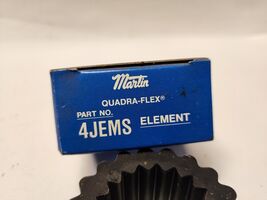 Martin
QUADRA-FLEX®
PART NO.
4JEMS ELEMENT